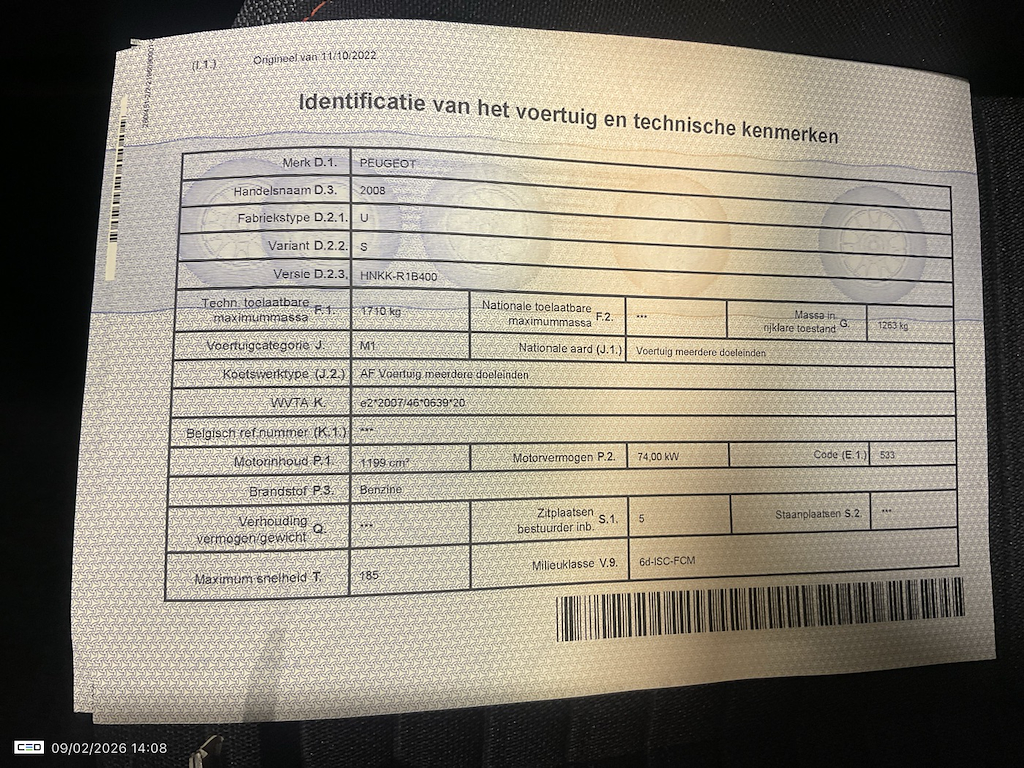 (I.1.) Origineel van 11/10/2022
Identificatie van het voertuig en technische kenmerken
Merk D.1. PEUGEOT
Handelsnaam D.3. 2008
Fabriekstype D.2.1. U
Variant D.2.2. S
Versie D.2.3. HNKK-R1B400
Techn. toelaatbare maximummassa F.1. 1710 kg Nationale toelaatbare maximummassa F.2. *** Massa in rijklare toestand G. 1263 kg
Voertuigcategorie J. M1 Nationale aard (J.1.) Voertuig meerdere doeleinden
Koetswerktype (J.2.) AF Voertuig meerdere doeleinden
WVTA K. e2*2007/46*0639*20
Belgisch ref.nummer (K.1.) ***
Motorinhoud P.1. 1199 cm³ Motorvermogen P.2. 74,00 kW Code (E.1.) 533
Brandstof P.3. Benzine
Verhouding vermogen/gewicht Q. *** Zitplaatsen bestuurder inb. S.1. 5 Staanplaatsen S.2. ***
Maximum snelheid T. 185 Milieuklasse V.9. 6d-ISC-FCM
CED 09/02/2026 14:08